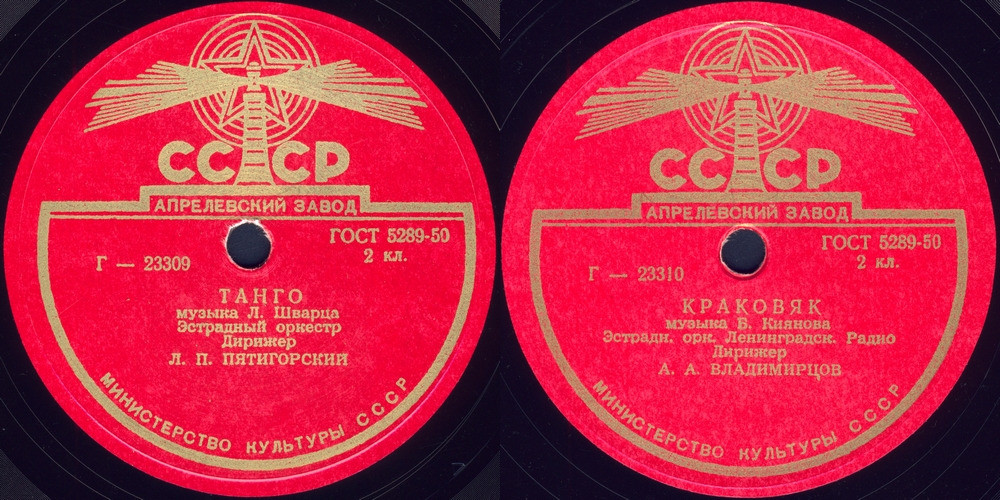 СССР
АПРЕЛЕВСКИЙ ЗАВОД
ГОСТ 5289-50
2 кл.
Г — 23309
ТАНГО
музыка Л. Шварца
Эстрадный оркестр
Дирижер
Л. П. ПЯТИГОРСКИЙ
МИНИСТЕРСТВО КУЛЬТУРЫ СССР
СССР
АПРЕЛЕВСКИЙ ЗАВОД
ГОСТ 5289-50
2 кл.
Г — 23310
КРАКОВЯК
музыка Б. Киянова
Эстрадн. орк. Ленинградск. Радио
Дирижер
А. А. ВЛАДИМИРЦОВ
МИНИСТЕРСТВО КУЛЬТУРЫ СССР